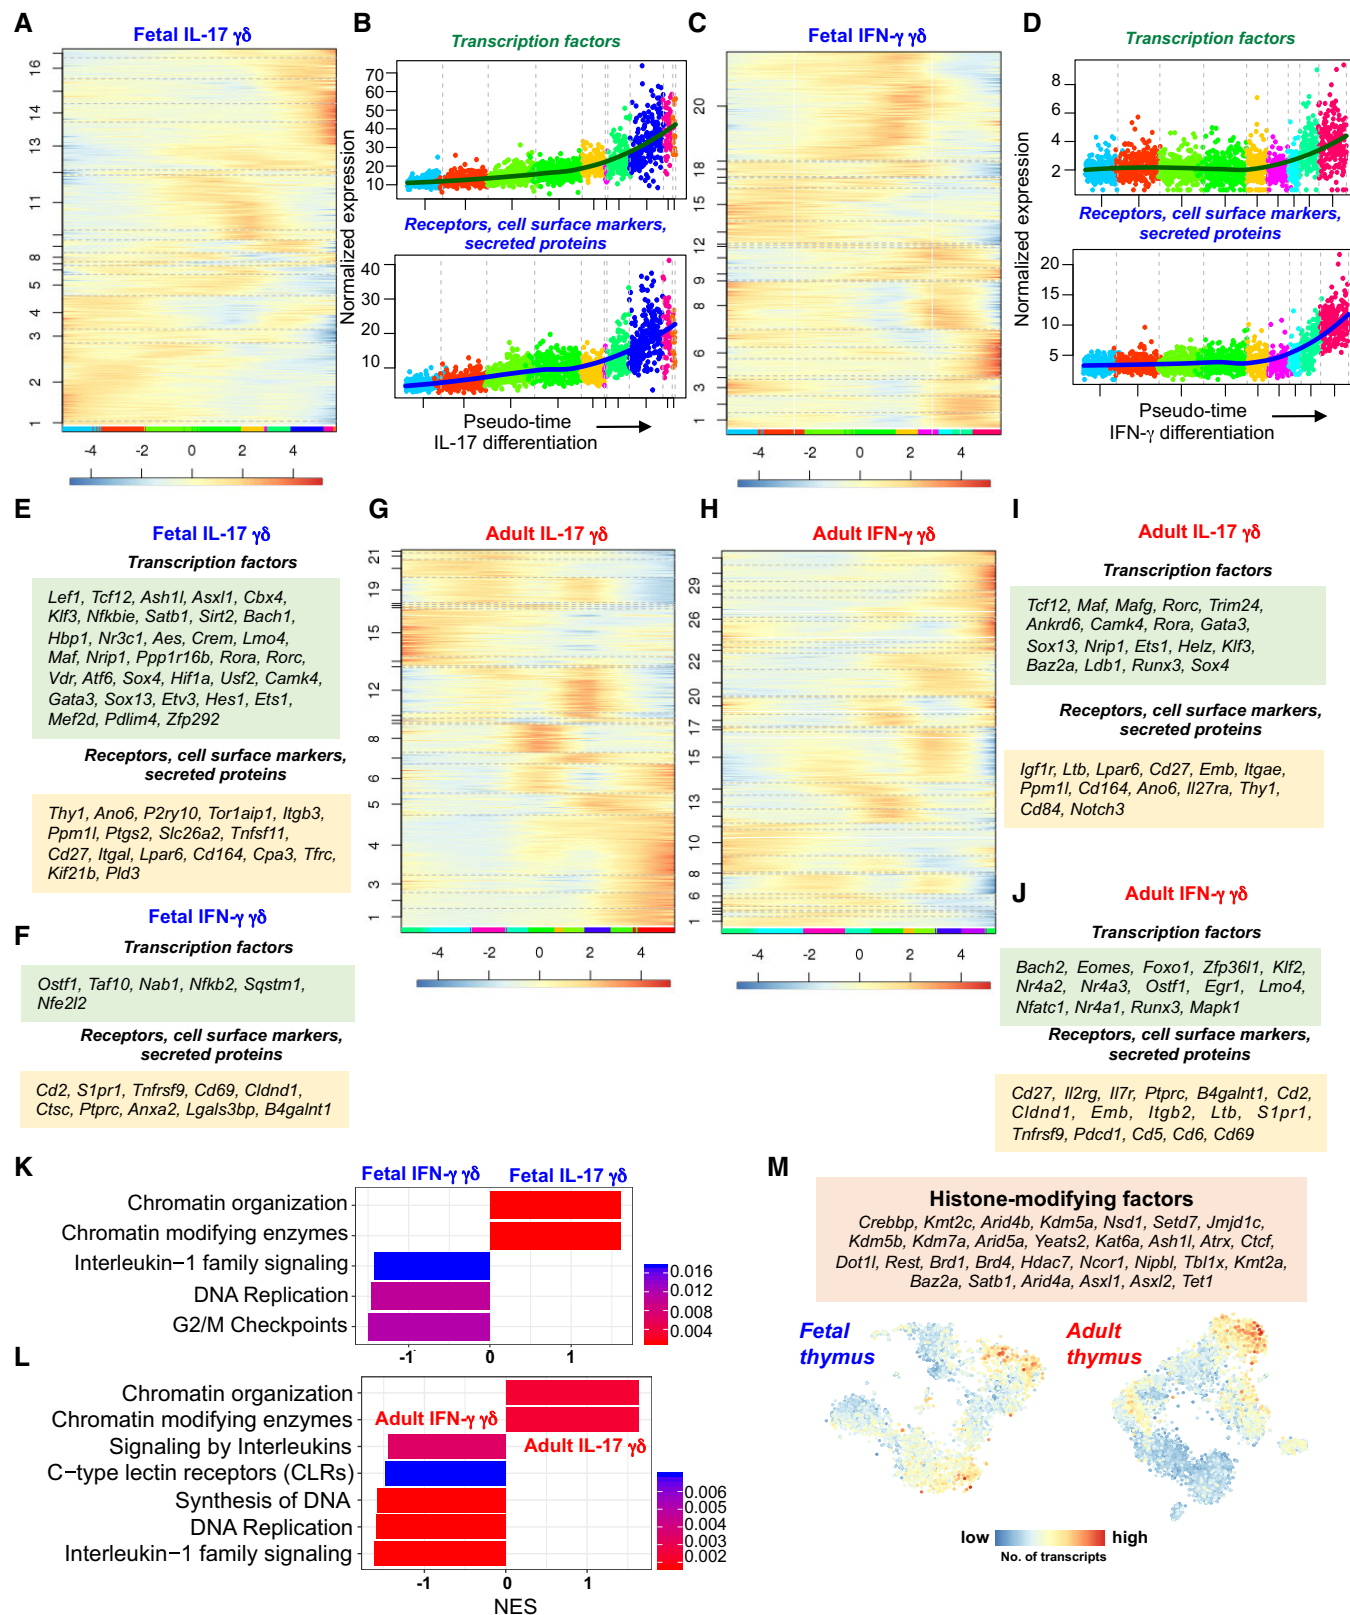 A
Fetal IL-17 γδ
16
14
13
11
8
5
4
3
2
1
-4
-2
0
2
4
B
Transcription factors
70
60
50
40
30
20
10
Normalized expression
Receptors, cell surface markers,
secreted proteins
40
30
20
10
Pseudo-time
IL-17 differentiation
C
Fetal IFN-γ γδ
20
18
15
12
9
8
6
3
1
-4
-2
0
2
4
D
Transcription factors
8
6
4
2
Normalized expression
Receptors, cell surface markers,
secreted proteins
20
15
10
5
Pseudo-time
IFN-γ differentiation
E
Fetal IL-17 γδ
Transcription factors
Lef1, Tcf12, Ash1l, Asxl1, Cbx4,
Klf3, Nfkbie, Satb1, Sirt2, Bach1,
Hbp1, Nr3c1, Aes, Crem, Lmo4,
Maf, Nrip1, Ppp1r16b, Rora, Rorc,
Vdr, Atf6, Sox4, Hif1a, Usf2, Camk4,
Gata3, Sox13, Etv3, Hes1, Ets1,
Mef2d, Pdlim4, Zfp292
Receptors, cell surface markers,
secreted proteins
Thy1, Ano6, P2ry10, Tor1aip1, Itgb3,
Ppm1l, Ptgs2, Slc26a2, Tnfsf11,
Cd27, Itgal, Lpar6, Cd164, Cpa3, Tfrc,
Kif21b, Pld3
F
Fetal IFN-γ γδ
Transcription factors
Ostf1, Taf10, Nab1, Nfkb2, Sqstm1,
Nfe2l2
Receptors, cell surface markers,
secreted proteins
Cd2, S1pr1, Tnfrsf9, Cd69, Cldnd1,
Ctsc, Ptprc, Anxa2, Lgals3bp, B4galnt1
G
Adult IL-17 γδ
21
19
15
12
8
6
5
4
3
1
-4
-2
0
2
4
H
Adult IFN-γ γδ
29
26
22
20
17
15
13
10
8
6
1
-4
-2
0
2
4
I
Adult IL-17 γδ
Transcription factors
Tcf12, Maf, Mafg, Rorc, Trim24,
Ankrd6, Camk4, Rora, Gata3,
Sox13, Nrip1, Ets1, Helz, Klf3,
Baz2a, Ldb1, Runx3, Sox4
Receptors, cell surface markers,
secreted proteins
Igf1r, Ltb, Lpar6, Cd27, Emb, Itgae,
Ppm1l, Cd164, Ano6, Il27ra, Thy1,
Cd84, Notch3
J
Adult IFN-γ γδ
Transcription factors
Bach2, Eomes, Foxo1, Zfp36l1, Klf2,
Nr4a2, Nr4a3, Ostf1, Egr1, Lmo4,
Nfatc1, Nr4a1, Runx3, Mapk1
Receptors, cell surface markers,
secreted proteins
Cd27, Il2rg, Il7r, Ptprc, B4galnt1, Cd2,
Cldnd1, Emb, Itgb2, Ltb, S1pr1,
Tnfrsf9, Pdcd1, Cd5, Cd6, Cd69
K
Fetal IFN-γ γδ
Fetal IL-17 γδ
Chromatin organization
Chromatin modifying enzymes
Interleukin−1 family signaling
DNA Replication
G2/M Checkpoints
-1
0
1
0.016
0.012
0.008
0.004
L
Chromatin organization
Chromatin modifying enzymes
Adult IFN-γ γδ
Signaling by Interleukins
Adult IL-17 γδ
C−type lectin receptors (CLRs)
Synthesis of DNA
DNA Replication
Interleukin−1 family signaling
-1
0
1
NES
0.006
0.005
0.004
0.003
0.002
M
Histone-modifying factors
Crebbp, Kmt2c, Arid4b, Kdm5a, Nsd1, Setd7, Jmjd1c,
Kdm5b, Kdm7a, Arid5a, Yeats2, Kat6a, Ash1l, Atrx, Ctcf,
Dot1l, Rest, Brd1, Brd4, Hdac7, Ncor1, Nipbl, Tbl1x, Kmt2a,
Baz2a, Satb1, Arid4a, Asxl1, Asxl2, Tet1
Fetal
thymus
Adult
thymus
low
high
No. of transcripts